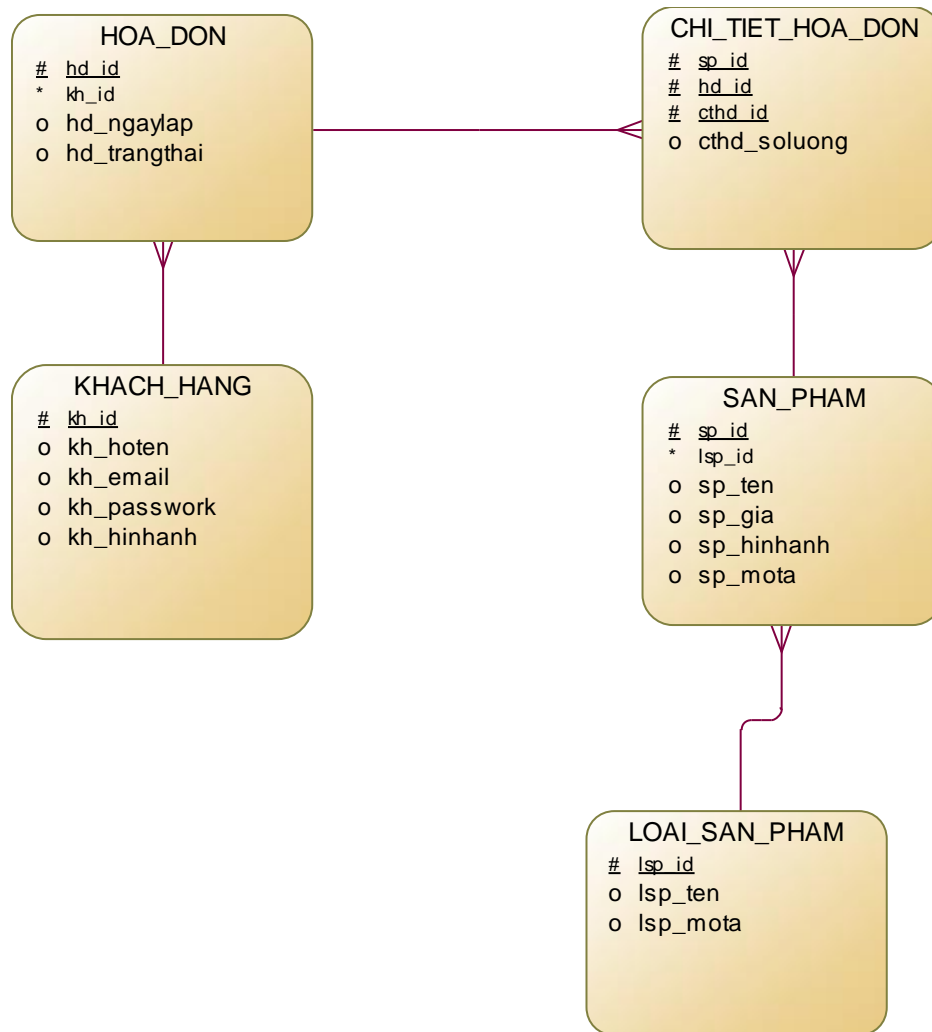 HOA_DON
# hd_id
* kh_id
o hd_ngaylap
o hd_trangthai
CHI_TIET_HOA_DON
# sp_id
# hd_id
# cthd_id
o cthd_soluong
KHACH_HANG
# kh_id
o kh_hoten
o kh_email
o kh_passwork
o kh_hinhanh
SAN_PHAM
# sp_id
* lsp_id
o sp_ten
o sp_gia
o sp_hinhanh
o sp_mota
LOAI_SAN_PHAM
# lsp_id
o lsp_ten
o lsp_mota